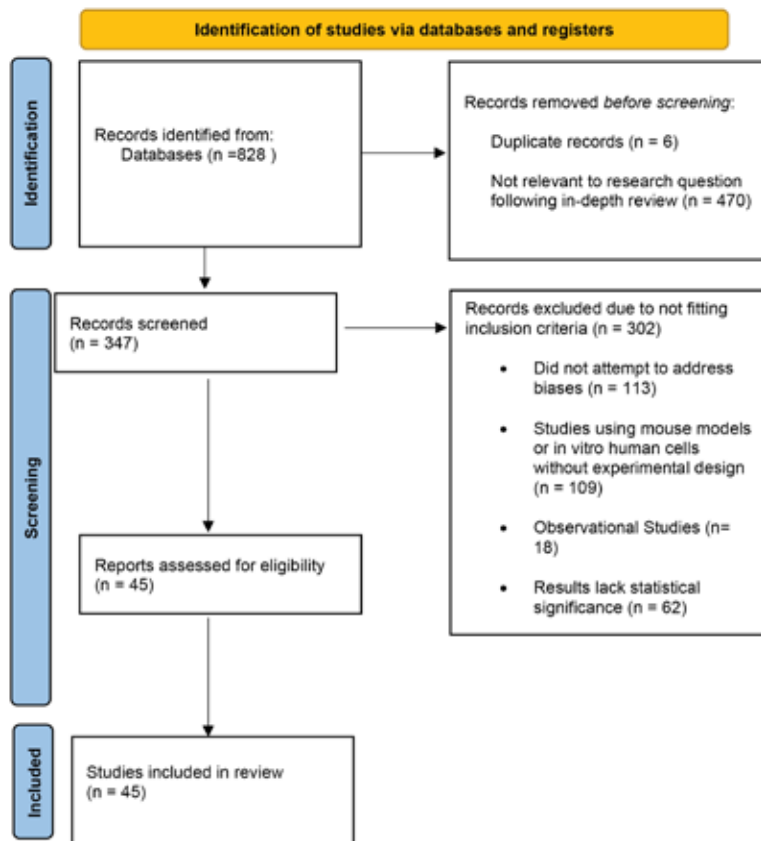 Identification of studies via databases and registers
Identification
Records identified from:
Databases (n =828 )
Records removed before screening:
Duplicate records (n = 6)
Not relevant to research question
following in-depth review (n = 470)
Screening
Records screened
(n = 347)
Records excluded due to not fitting
inclusion criteria (n = 302)
• Did not attempt to address
biases (n = 113)
• Studies using mouse models
or in vitro human cells
without experimental design
(n = 109)
• Observational Studies (n=
18)
• Results lack statistical
significance (n = 62)
Reports assessed for eligibility
(n = 45)
Included
Studies included in review
(n = 45)